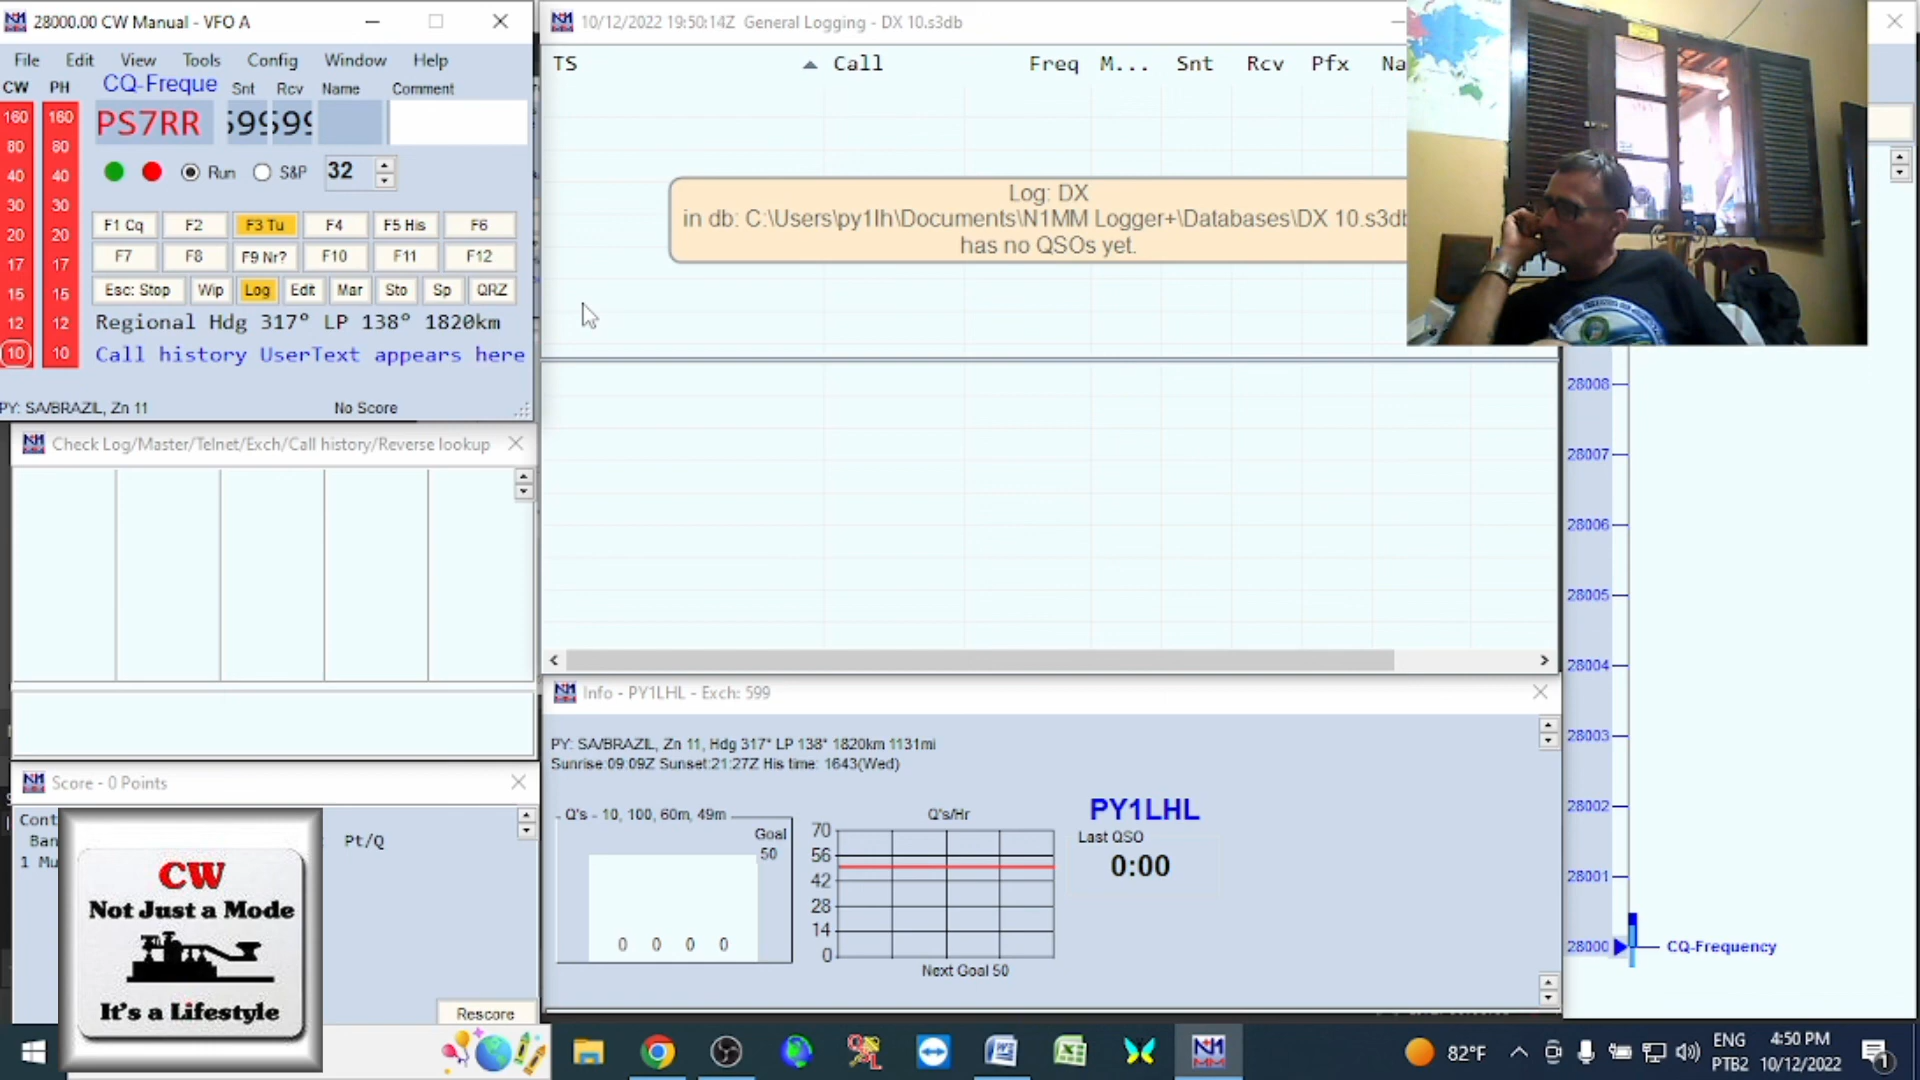 28000.00 CW Manual - VFO A
File Edit View Tools Config Window Help
CW PH CQ-Freque Snt Rcv Name Comment
160 160 PS7RR 599 599
80 80
40 40 Run S&P 32
30 30
20 20 F1 Cq F2 F3 Tu F4 F5 His F6
17 17 F7 F8 F9 Nr? F10 F11 F12
15 15 Esc: Stop Wip Log Edit Mar Sto Sp QRZ
12 12 Regional Hdg 317° LP 138° 1820km
10 10 Call history UserText appears here
PY: SA/BRAZIL, Zn 11 No Score
10/12/2022 19:50:14Z General Logging - DX 10.s3db
TS Call Freq M... Snt Rcv Pfx Na
Log: DX
in db: C:\Users\py1lh\Documents\N1MM Logger+\Databases\DX 10.s3db
has no QSOs yet.
Check Log/Master/Telnet/Exch/Call history/Reverse lookup
Score - 0 Points
Cont
Ban Pt/Q
1 Mu
Rescore
CW
Not Just a Mode
It's a Lifestyle
Info - PY1LHL - Exch: 599
PY: SA/BRAZIL, Zn 11, Hdg 317° LP 138° 1820km 1131mi
Sunrise:09:09Z Sunset:21:27Z His time: 1643(Wed)
Q's - 10, 100, 60m, 49m
Goal
50
0 0 0 0
Q's/Hr
70
56
42
28
14
0
Next Goal 50
PY1LHL
Last QSO
0:00
28008
28007
28006
28005
28004
28003
28002
28001
28000 CQ-Frequency
82°F
ENG
PTB2
4:50 PM
10/12/2022
1